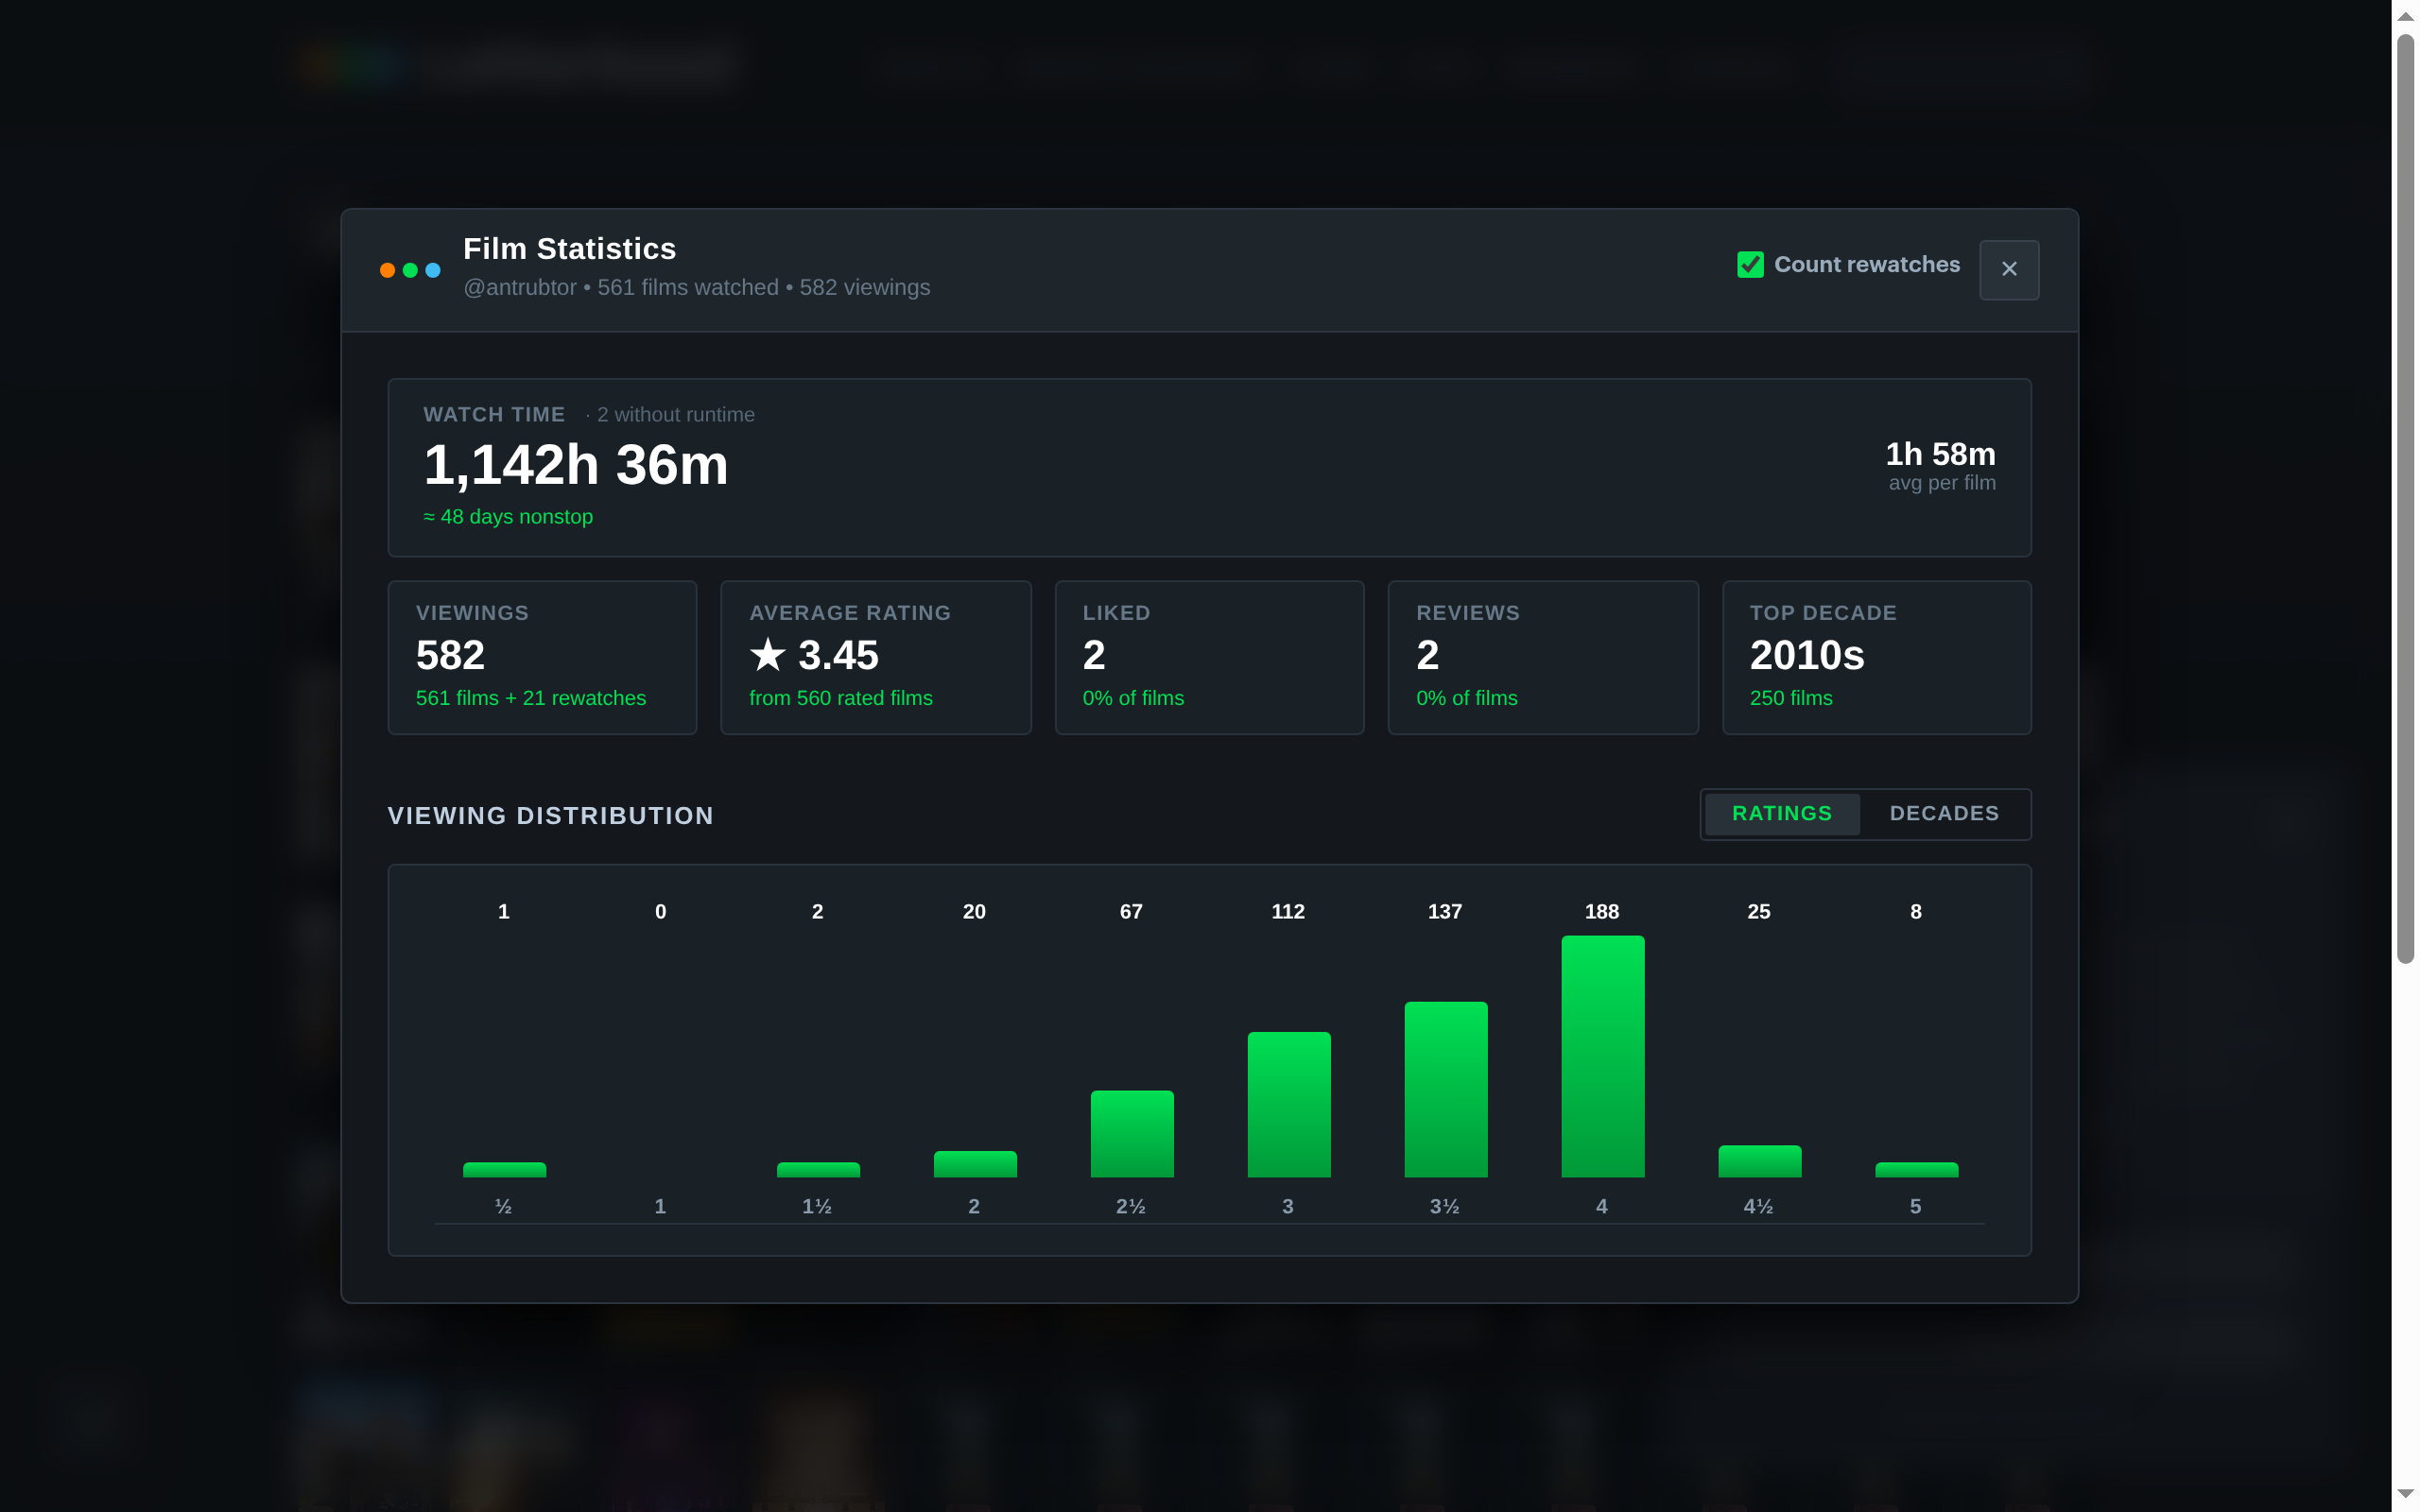 Film Statistics
@antrubtor • 561 films watched • 582 viewings
Count rewatches
✕
WATCH TIME · 2 without runtime
1,142h 36m
≈ 48 days nonstop
1h 58m
avg per film
VIEWINGS
582
561 films + 21 rewatches
AVERAGE RATING
★ 3.45
from 560 rated films
LIKED
2
0% of films
REVIEWS
2
0% of films
TOP DECADE
2010s
250 films
VIEWING DISTRIBUTION
RATINGS DECADES
1 0 2 20 67 112 137 188 25 8
½ 1 1½ 2 2½ 3 3½ 4 4½ 5